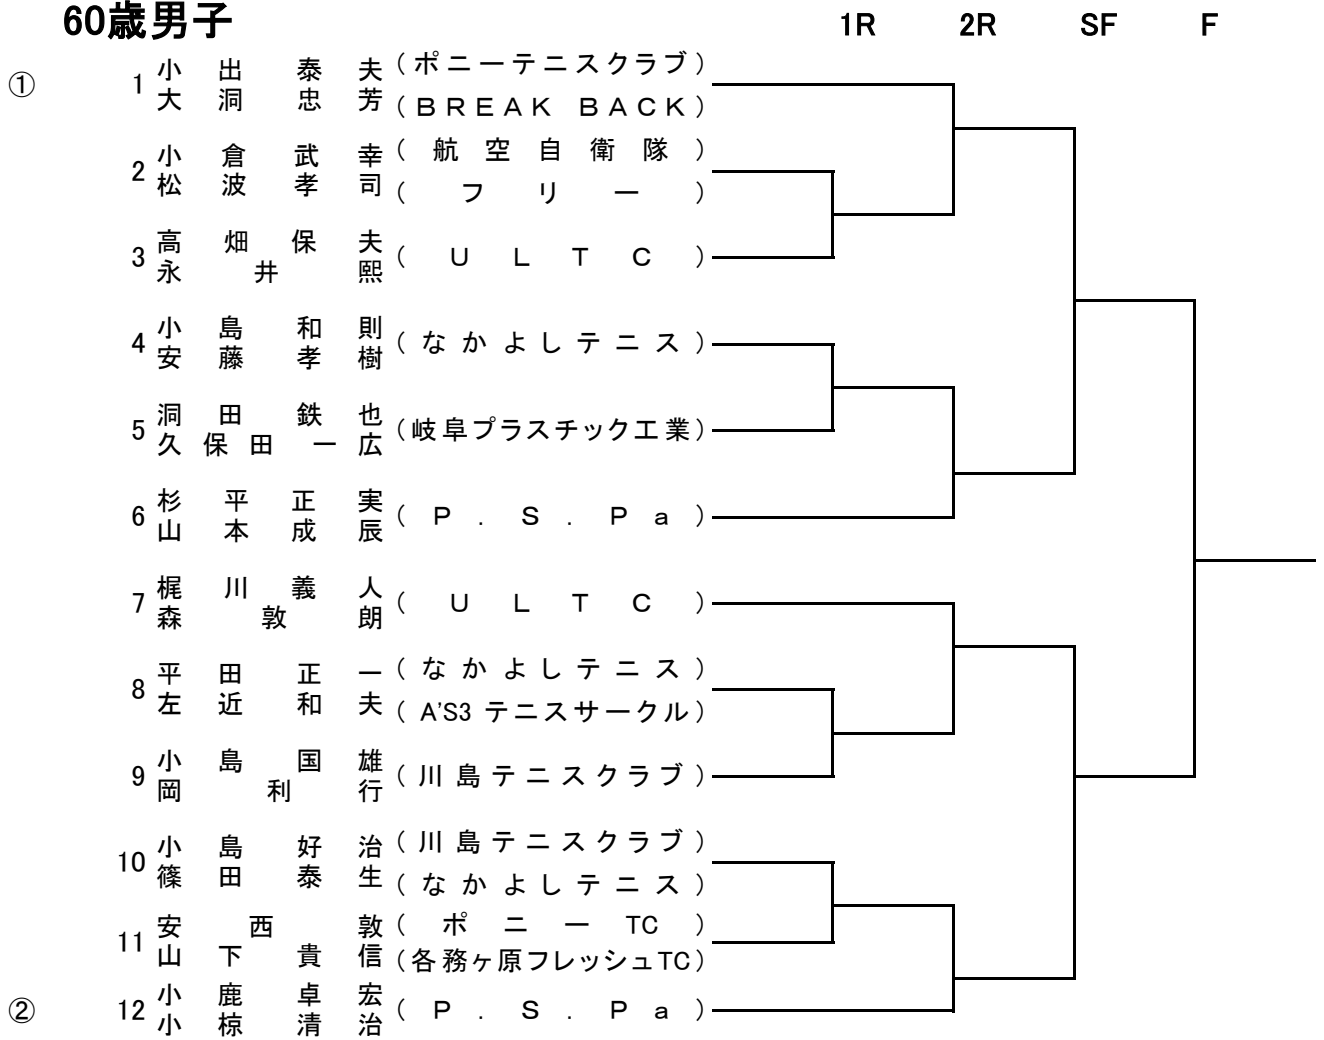 60歳男子 1R 2R SF F
① 1 小出泰夫 (ポニーテニスクラブ)
大洞忠芳 (BREAK BACK)
2 小倉武幸 (航空自衛隊)
松波孝司 (フリー)
3 高畑保夫 (ULTC)
永井熙
4 小島和則 (なかよしテニス)
安藤孝樹
5 洞田鉄也 (岐阜プラスチック工業)
久保田一広
6 杉平正実 (P.S.Pa)
山本成辰
7 梶川義人 (ULTC)
森敦朗
8 平田正一 (なかよしテニス)
左近和夫 (A'S3 テニスサークル)
9 小島国雄 (川島テニスクラブ)
岡利行
10 小島好治 (川島テニスクラブ)
篠田泰生 (なかよしテニス)
11 安西敦 (ポニーTC)
山下貴信 (各務ヶ原フレッシュTC)
② 12 小鹿卓宏 (P.S.Pa)
小椋清治